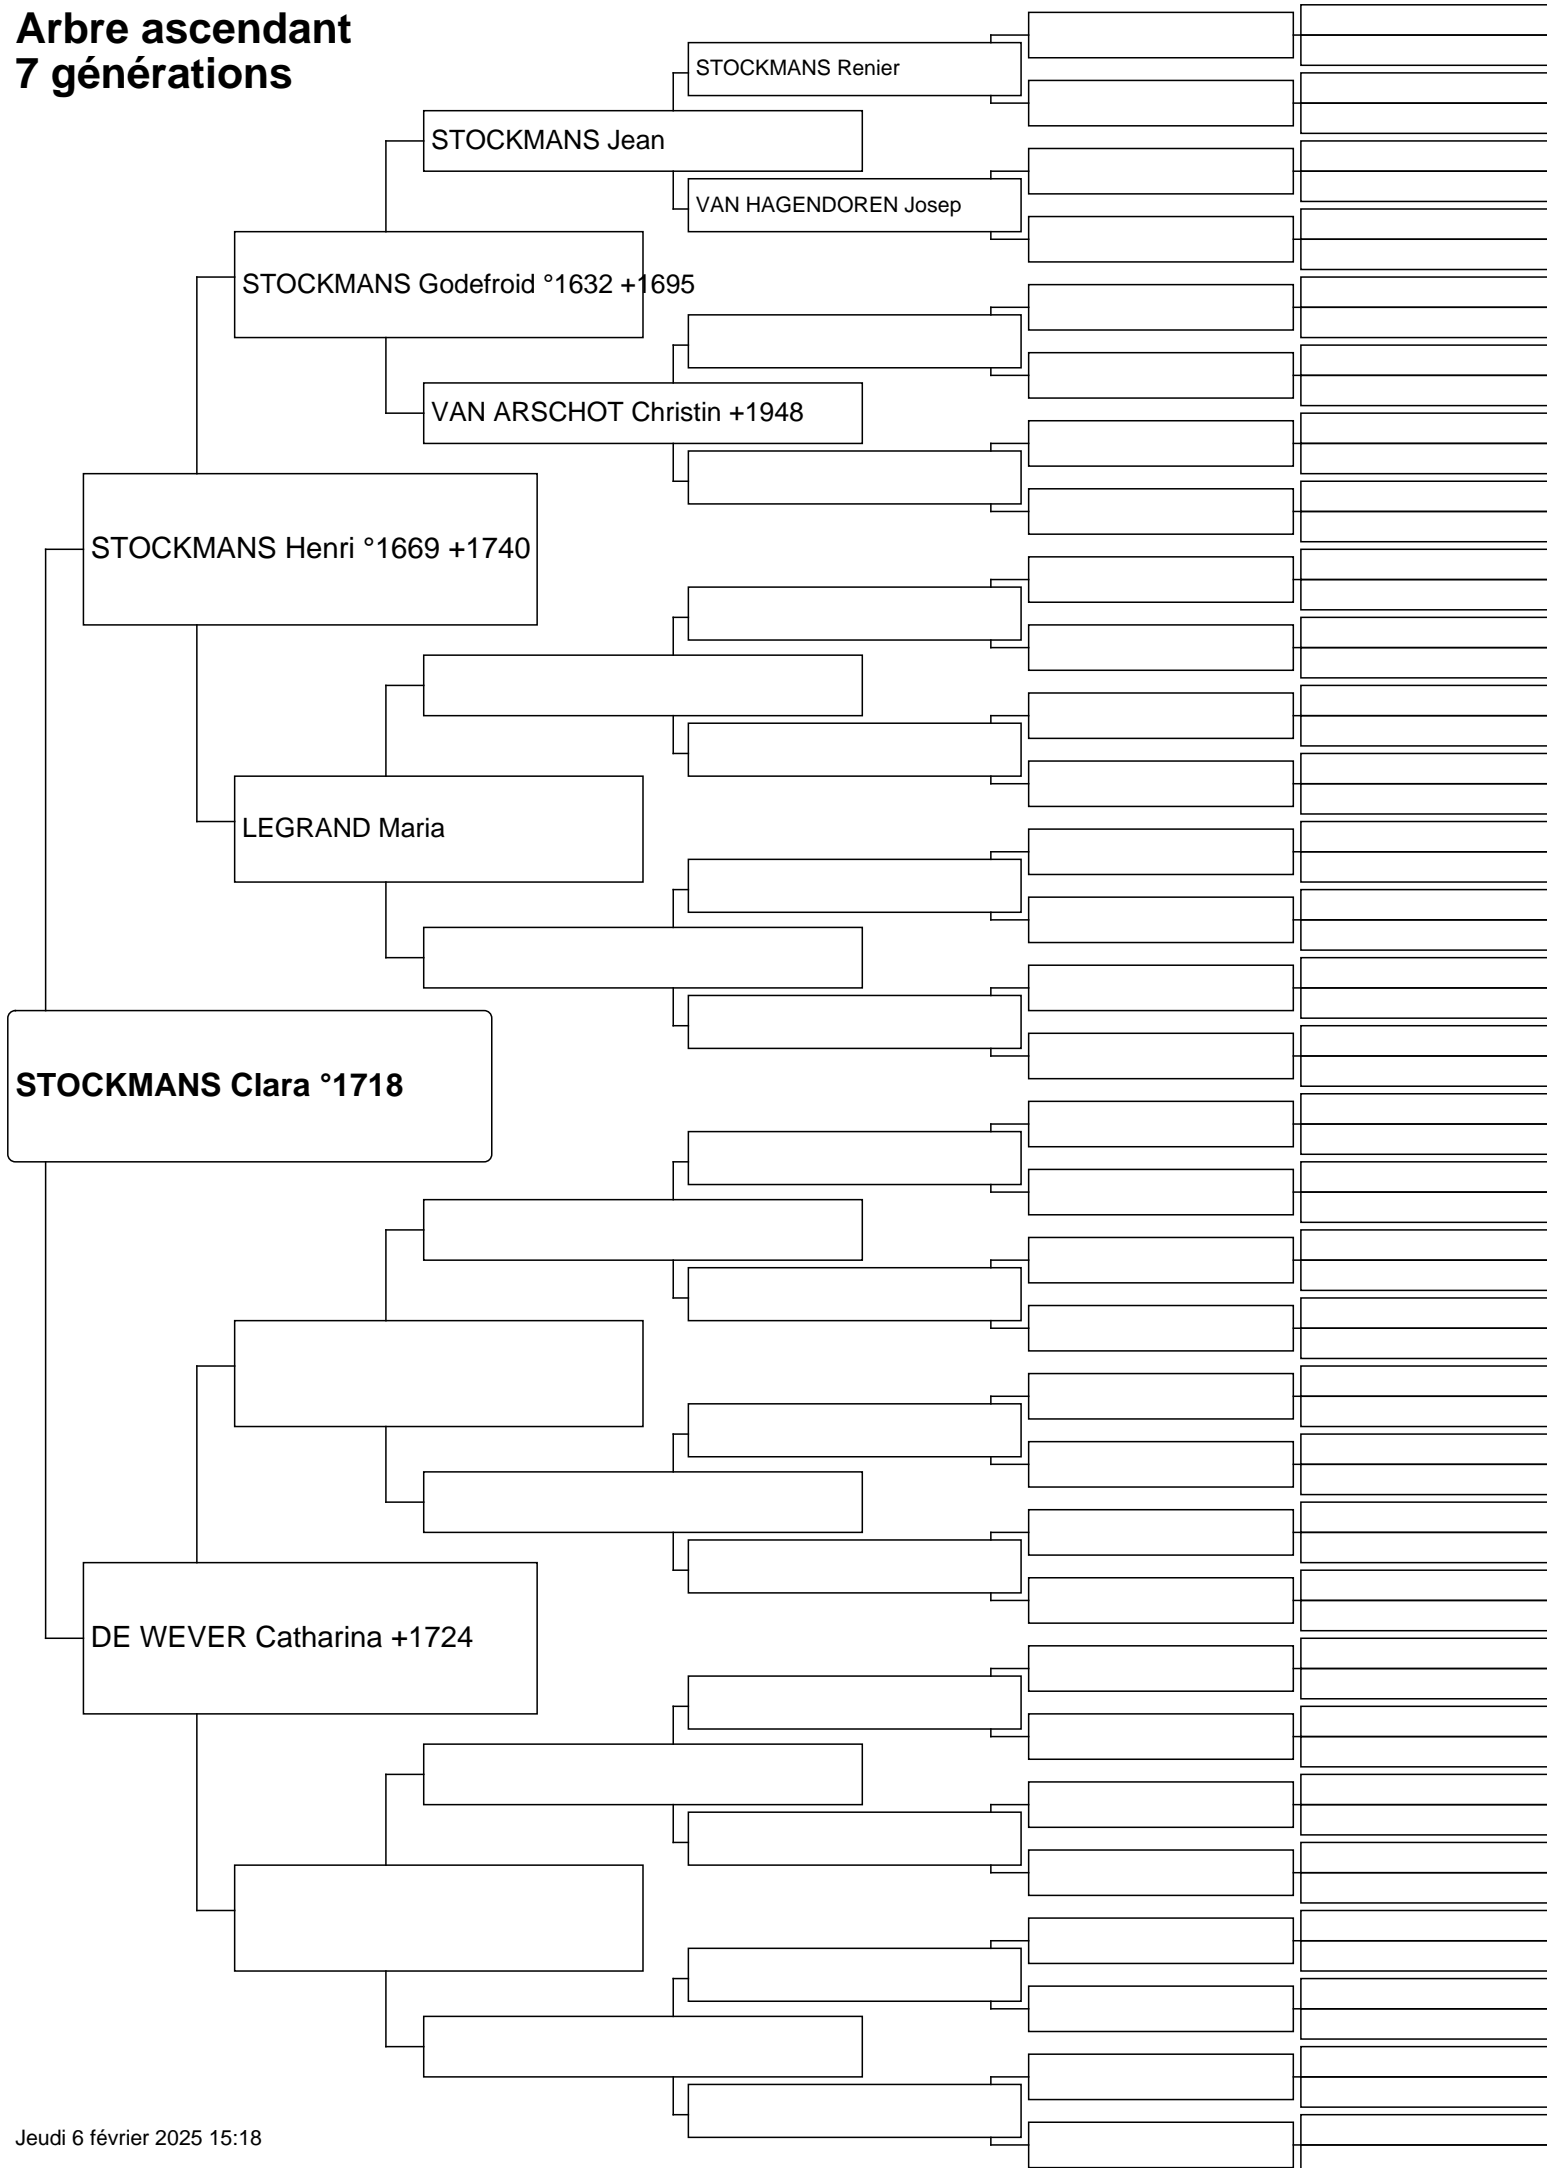 Arbre ascendant
7 générations
STOCKMANS Renier
STOCKMANS Jean
VAN HAGENDOREN Josep
STOCKMANS Godefroid °1632 +1695
VAN ARSCHOT Christin +1948
STOCKMANS Henri °1669 +1740
LEGRAND Maria
STOCKMANS Clara °1718
DE WEVER Catharina +1724
Jeudi 6 février 2025 15:18